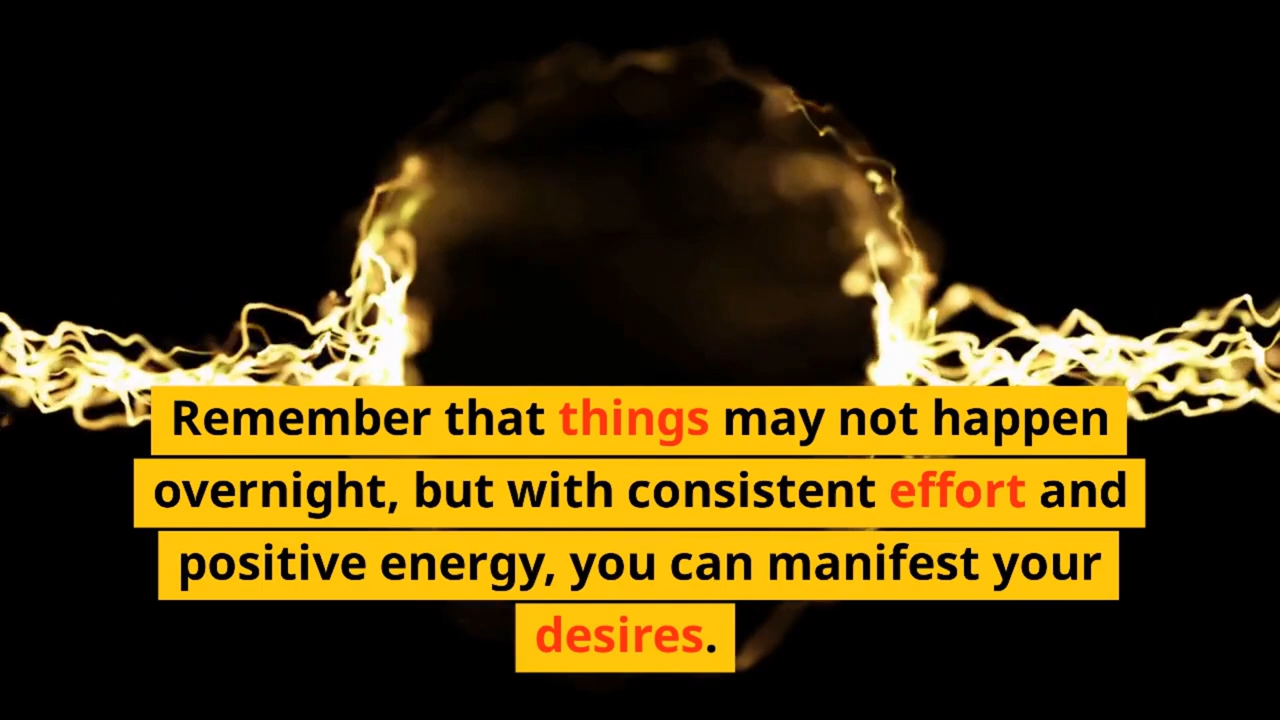 Remember that things may not happen
overnight, but with consistent effort and
positive energy, you can manifest your
desires.